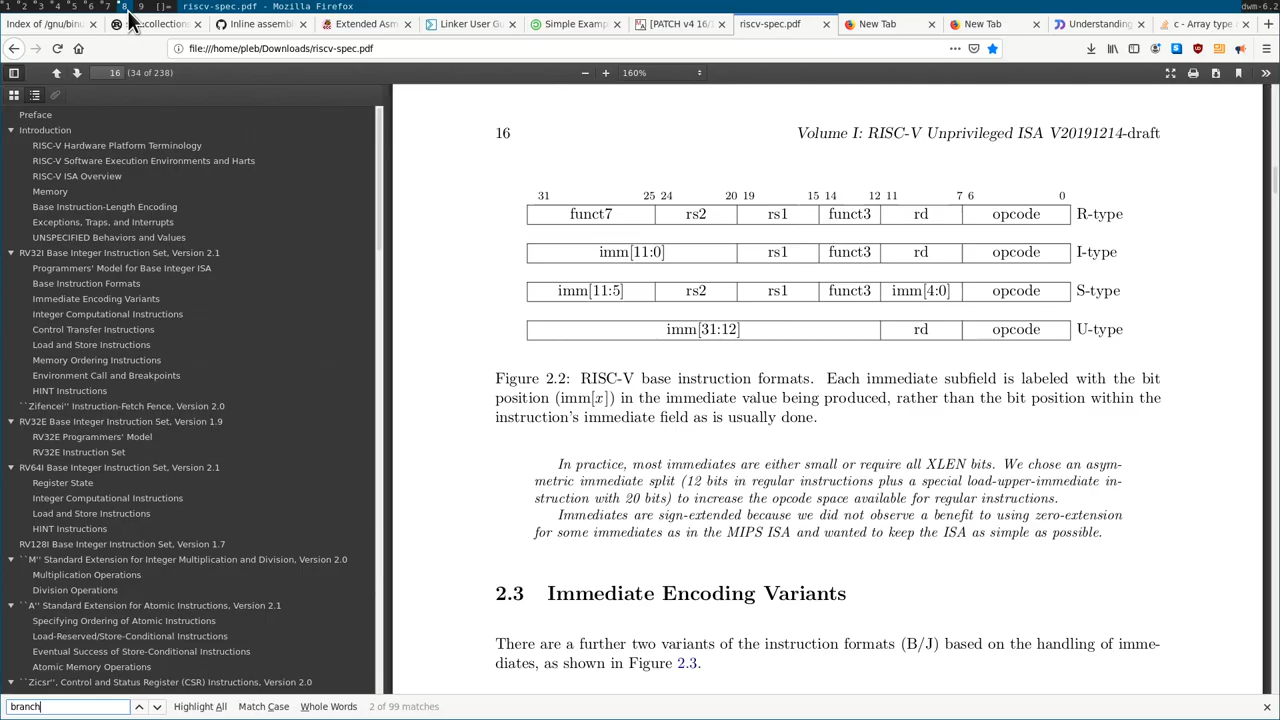 1 2 3 4 5 6 7 8 9 []= riscv-spec.pdf - Mozilla Firefox dwm-6.2
Index of /gnu/binu collection Inline assembl Extended Asm Linker User G Simple Examp [PATCH v4 16/1 riscv-spec.pdf New Tab New Tab Understanding c - Array type c
file:///home/pleb/Downloads/riscv-spec.pdf
16 (34 of 238) 160%
Preface
Introduction
RISC-V Hardware Platform Terminology
RISC-V Software Execution Environments and Harts
RISC-V ISA Overview
Memory
Base Instruction-Length Encoding
Exceptions, Traps, and Interrupts
UNSPECIFIED Behaviors and Values
RV32I Base Integer Instruction Set, Version 2.1
Programmers' Model for Base Integer ISA
Base Instruction Formats
Immediate Encoding Variants
Integer Computational Instructions
Control Transfer Instructions
Load and Store Instructions
Memory Ordering Instructions
Environment Call and Breakpoints
HINT Instructions
``Zifencei'' Instruction-Fetch Fence, Version 2.0
RV32E Base Integer Instruction Set, Version 1.9
RV32E Programmers' Model
RV32E Instruction Set
RV64I Base Integer Instruction Set, Version 2.1
Register State
Integer Computational Instructions
Load and Store Instructions
HINT Instructions
RV128I Base Integer Instruction Set, Version 1.7
``M'' Standard Extension for Integer Multiplication and Division, Version 2.0
Multiplication Operations
Division Operations
``A'' Standard Extension for Atomic Instructions, Version 2.1
Specifying Ordering of Atomic Instructions
Load-Reserved/Store-Conditional Instructions
Eventual Success of Store-Conditional Instructions
Atomic Memory Operations
``Zicsr'', Control and Status Register (CSR) Instructions, Version 2.0
16 Volume I: RISC-V Unprivileged ISA V20191214-draft
31 25 24 20 19 15 14 12 11 7 6 0
funct7 rs2 rs1 funct3 rd opcode R-type
imm[11:0] rs1 funct3 rd opcode I-type
imm[11:5] rs2 rs1 funct3 imm[4:0] opcode S-type
imm[31:12] rd opcode U-type
Figure 2.2: RISC-V base instruction formats. Each immediate subfield is labeled with the bit
position (imm[x]) in the immediate value being produced, rather than the bit position within the
instruction's immediate field as is usually done.
In practice, most immediates are either small or require all XLEN bits. We chose an asym-
metric immediate split (12 bits in regular instructions plus a special load-upper-immediate in-
struction with 20 bits) to increase the opcode space available for regular instructions.
Immediates are sign-extended because we did not observe a benefit to using zero-extension
for some immediates as in the MIPS ISA and wanted to keep the ISA as simple as possible.
2.3 Immediate Encoding Variants
There are a further two variants of the instruction formats (B/J) based on the handling of imme-
diates, as shown in Figure 2.3.
branch Highlight All Match Case Whole Words 2 of 99 matches